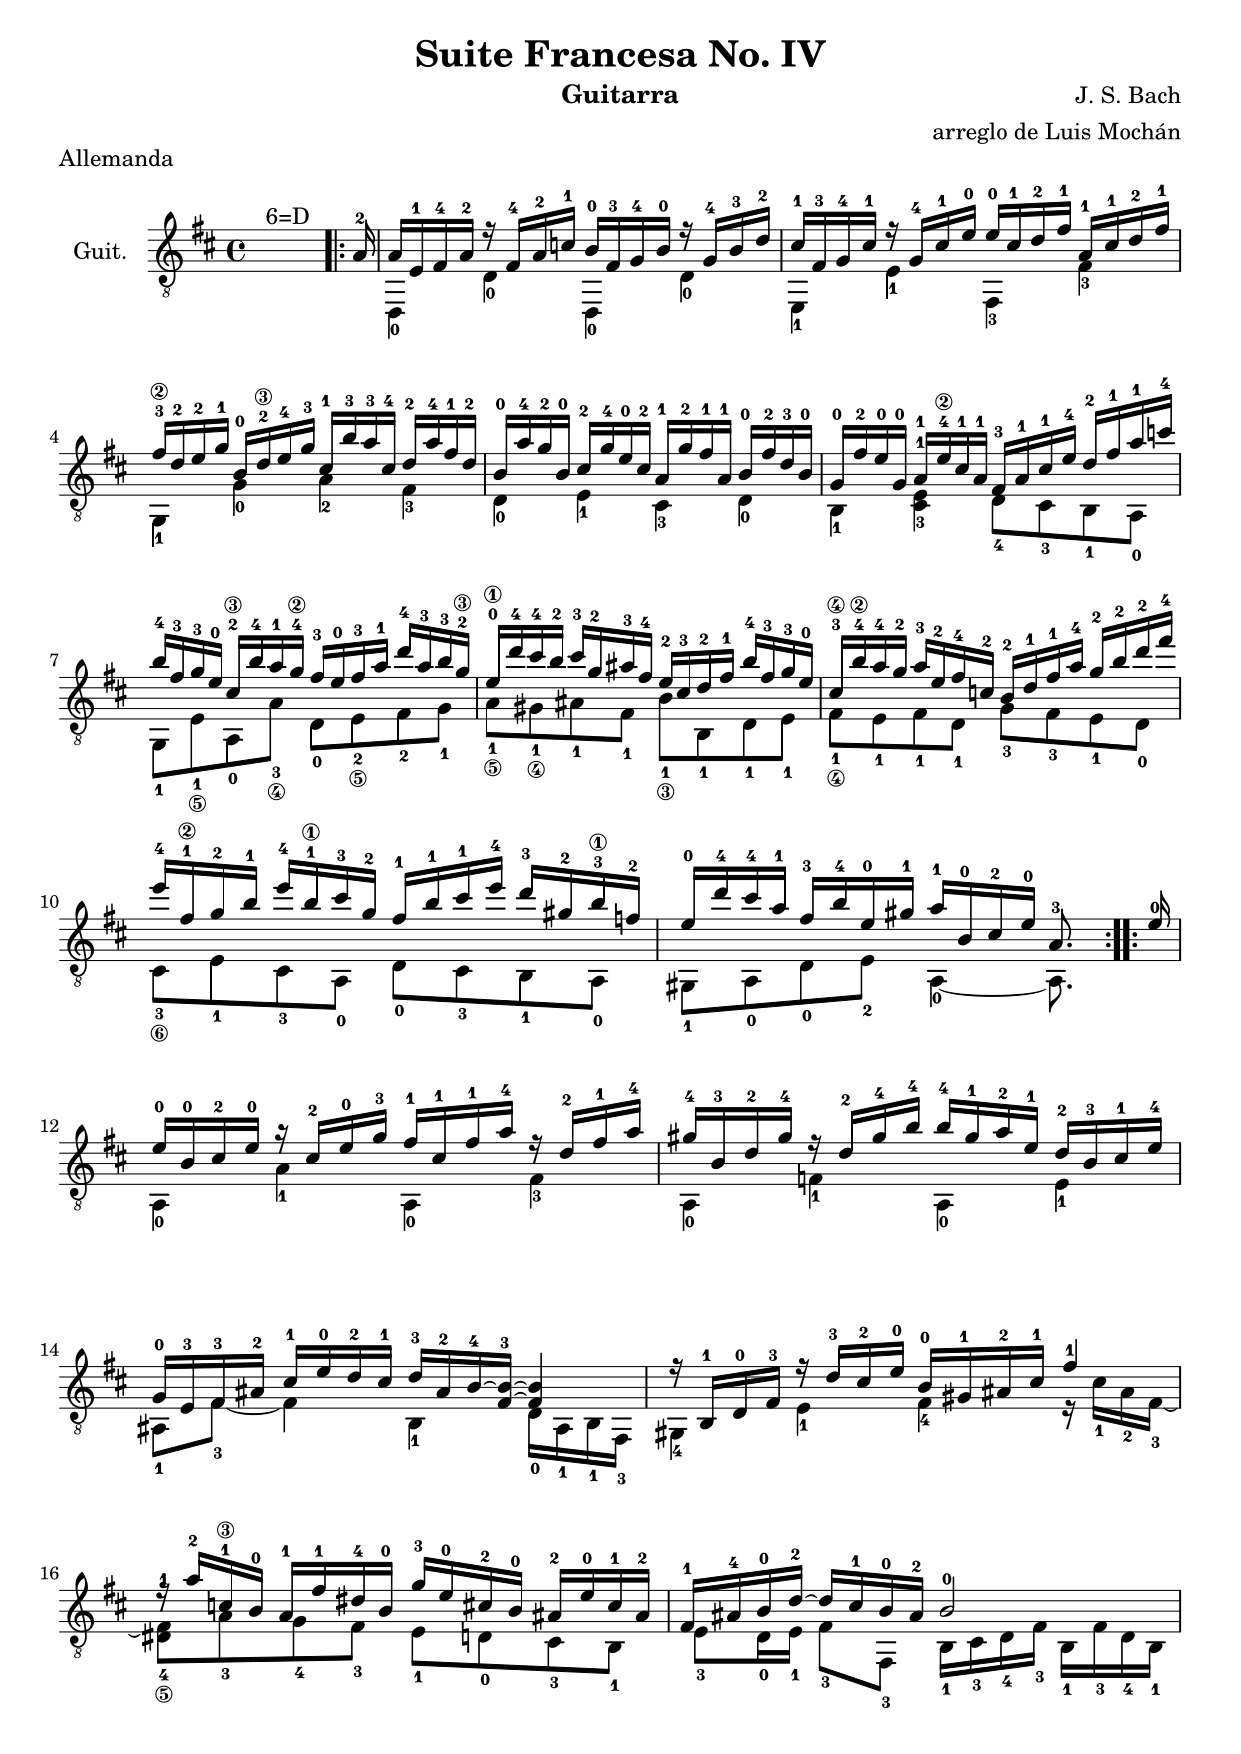 Suite Francesa No. IV
Guitarra
J. S. Bach
arreglo de Luis Mochán
Allemanda
6=D
Guit.
4
7
10
12
14
16